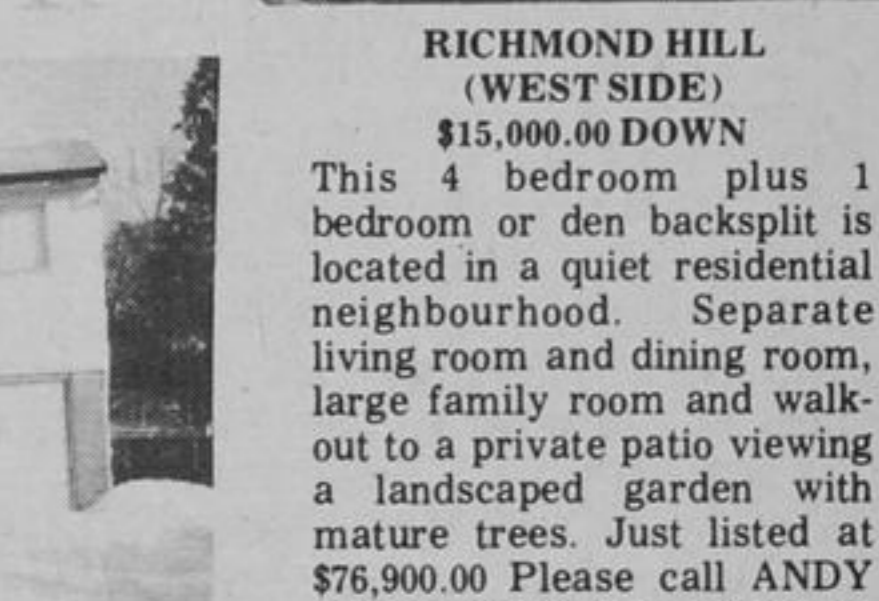 RICHMOND HILL
(WEST SIDE)
$15,000.00 DOWN
This 4 bedroom plus 1
bedroom or den backsplit is
located in a quiet residential
neighbourhood. Separate
living room and dining room,
large family room and walk-
out to a private patio viewing
a landscaped garden with
mature trees. Just listed at
$76,900.00 Please call ANDY